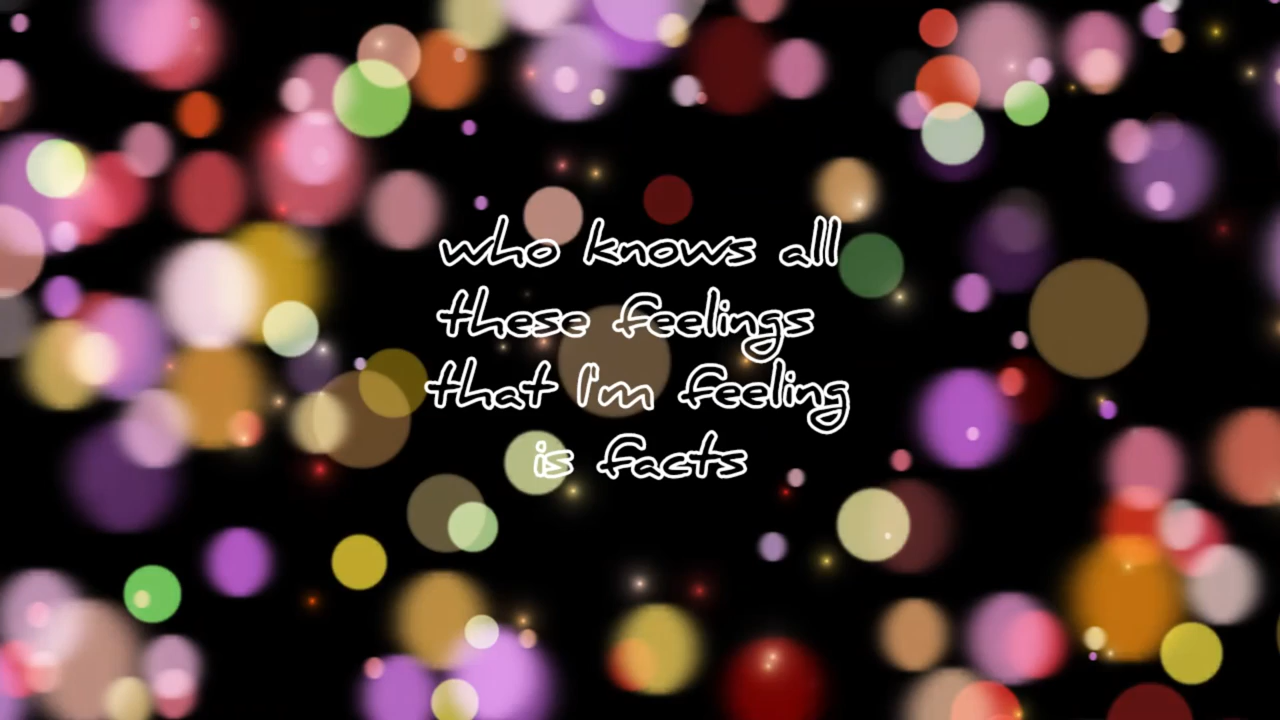 who knows all
these feelings
that I'm feeling
is facts